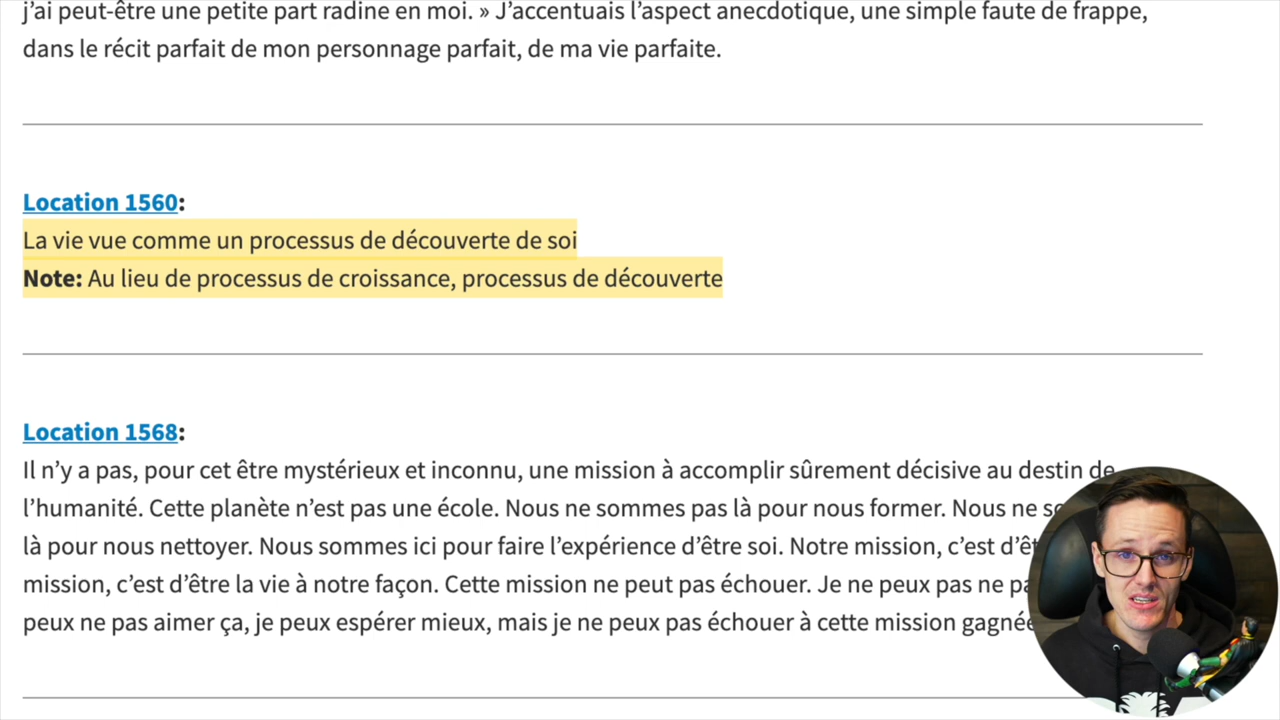 j’ai peut-être une petite part radine en moi. » J’accentuais l’aspect anecdotique, une simple faute de frappe,
dans le récit parfait de mon personnage parfait, de ma vie parfaite.
Location 1560:
La vie vue comme un processus de découverte de soi
Note: Au lieu de processus de croissance, processus de découverte
Location 1568:
Il n’y a pas, pour cet être mystérieux et inconnu, une mission à accomplir sûrement décisive au destin de
l’humanité. Cette planète n’est pas une école. Nous ne sommes pas là pour nous former. Nous ne
là pour nous nettoyer. Nous sommes ici pour faire l’expérience d’être soi. Notre mission, c’est
mission, c’est d’être la vie à notre façon. Cette mission ne peut pas échouer. Je ne peux pas ne
peux ne pas aimer ça, je peux espérer mieux, mais je ne peux pas échouer à cette mission